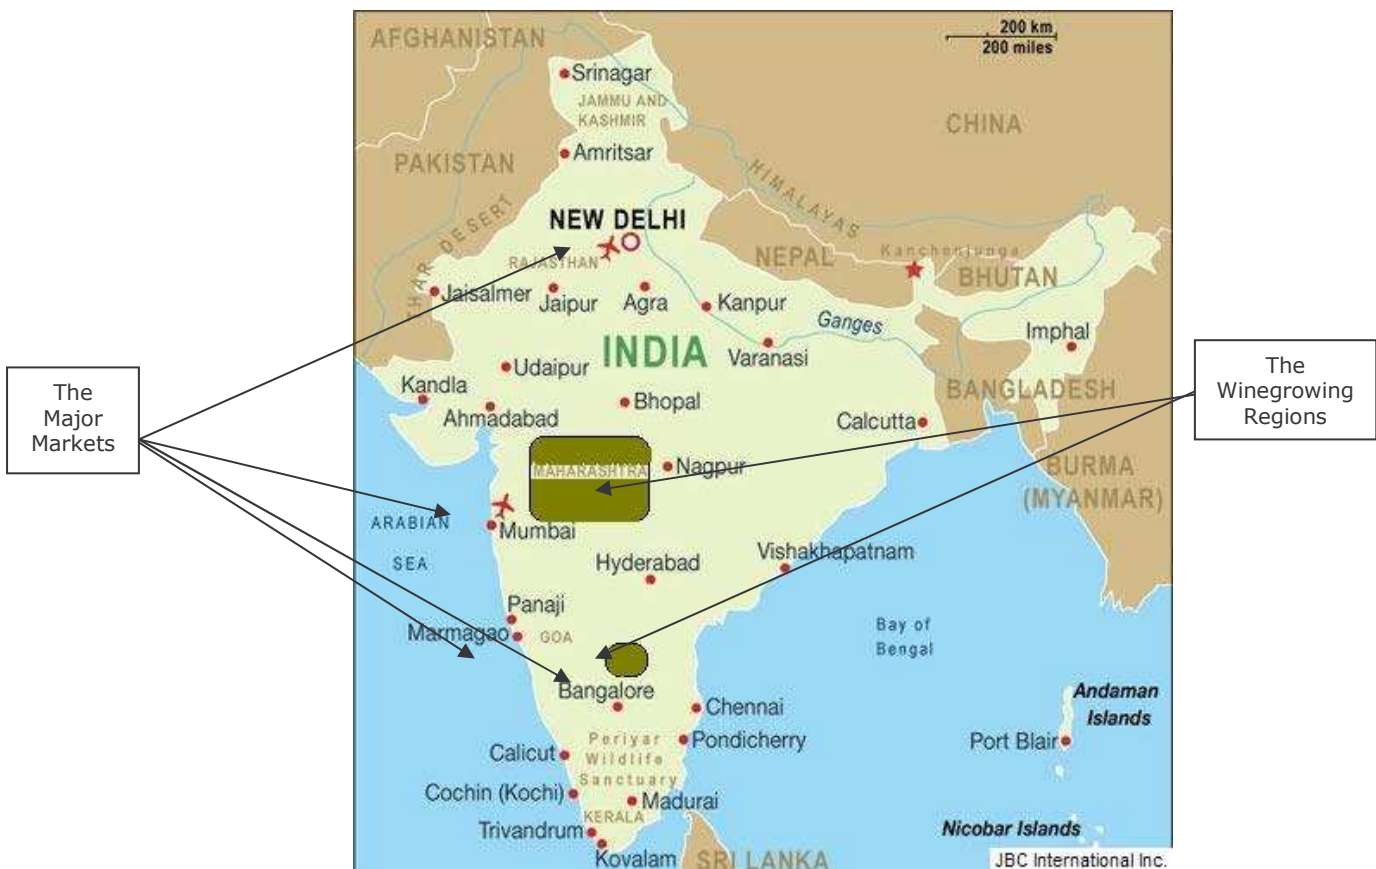 200 km
200 miles
AFGHANISTAN
Srinagar
JAMMU AND
KASHMIR
CHINA
Amritsar
PAKISTAN
HIMALAYAS
THAR DESERT
NEW DELHI
RAJASTHAN
NEPAL
Kanchenjunga
BHUTAN
Jaisalmer
Jaipur
Agra
Kanpur
Ganges
Imphal
INDIA
Varanasi
The
Major
Markets
The
Winegrowing
Regions
Udaipur
Kandla
Ahmadabad
Bhopal
BANGLADESH
Calcutta
MAHARASHTRA
Nagpur
BURMA
(MYANMAR)
ARABIAN
SEA
Mumbai
Hyderabad
Vishakhapatnam
Panaji
Marmagao
GOA
Bay of
Bengal
Bangalore
Chennai
Andaman
Islands
Pondicherry
Port Blair
Calicut
Periyar
Wildlife
Sanctuary
Cochin (Kochi)
Madurai
KERALA
Trivandrum
Nicobar Islands
Kovalam
SRI LANKA
JBC International Inc.